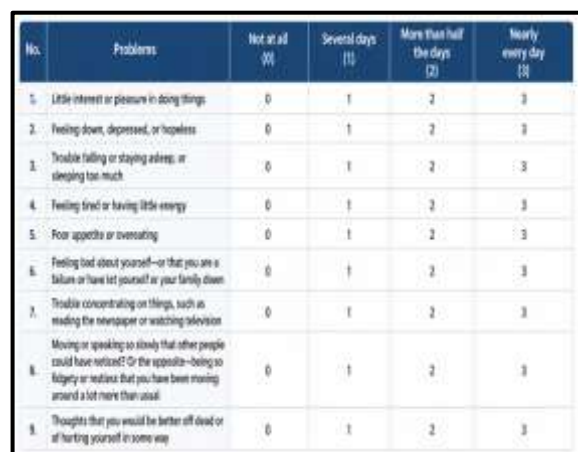 No. Problems Not at all (0) Several days (1) More than half the days (2) Nearly every day (3)
1. Little interest or pleasure in doing things 0 1 2 3
2. Feeling down, depressed, or hopeless 0 1 2 3
3. Trouble falling or staying asleep, or
sleeping too much 0 1 2 3
4. Feeling tired or having little energy 0 1 2 3
5. Poor appetite or overeating 0 1 2 3
6. Feeling bad about yourself—or that you are a
failure or have let yourself or your family down 0 1 2 3
7. Trouble concentrating on things, such as
reading the newspaper or watching television 0 1 2 3
8. Moving or speaking so slowly that other people
could have noticed? Or the opposite—being so
fidgety or restless that you have been moving
around a lot more than usual 0 1 2 3
9. Thoughts that you would be better off dead or
of hurting yourself in some way 0 1 2 3